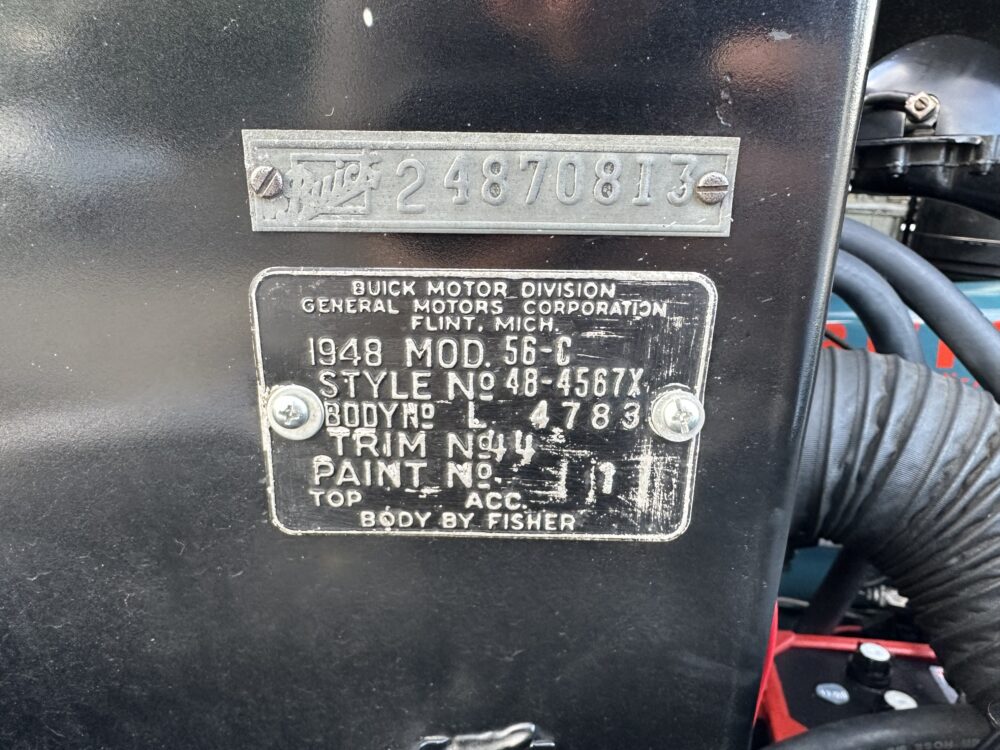 BUICK 24870813
BUICK MOTOR DIVISION
GENERAL MOTORS CORPORATION
FLINT, MICH.
1948 MOD. 56-C
STYLE No 48-4567X
BODY No L 4783
TRIM No 44
PAINT No. 1
TOP ACC.
BODY BY FISHER